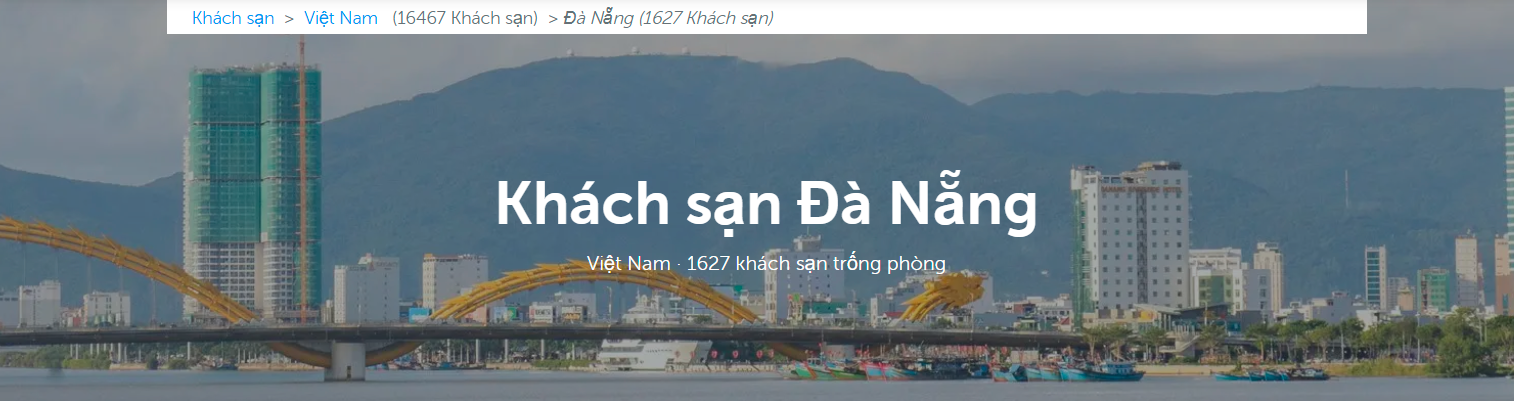 Khách sạn > Việt Nam (16467 Khách sạn) > Đà Nẵng (1627 Khách sạn)
Khách sạn Đà Nẵng
Việt Nam · 1627 khách sạn trống phòng